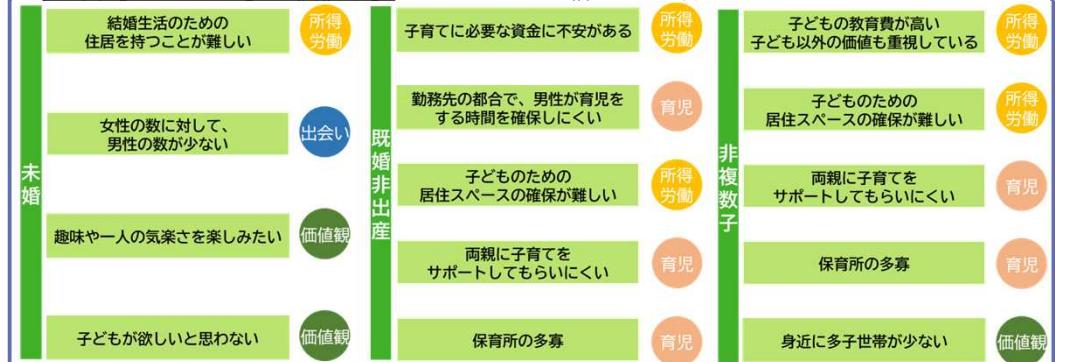 未婚
結婚生活のための
住居を持つことが難しい
所得
労働
女性の数に対して、
男性の数が少ない
出会い
趣味や一人の気楽さを楽しみたい
価値観
子どもが欲しいと思わない
価値観
既婚非出産
子育てに必要な資金に不安がある
所得
労働
勤務先の都合で、男性が育児を
する時間を確保しにくい
育児
子どものための
居住スペースの確保が難しい
所得
労働
両親に子育てを
サポートしてもらいにくい
育児
保育所の多寡
育児
非複数子
子どもの教育費が高い
子ども以外の価値も重視している
所得
労働
子どものための
居住スペースの確保が難しい
所得
労働
両親に子育てを
サポートしてもらいにくい
育児
保育所の多寡
育児
身近に多子世帯が少ない
価値観